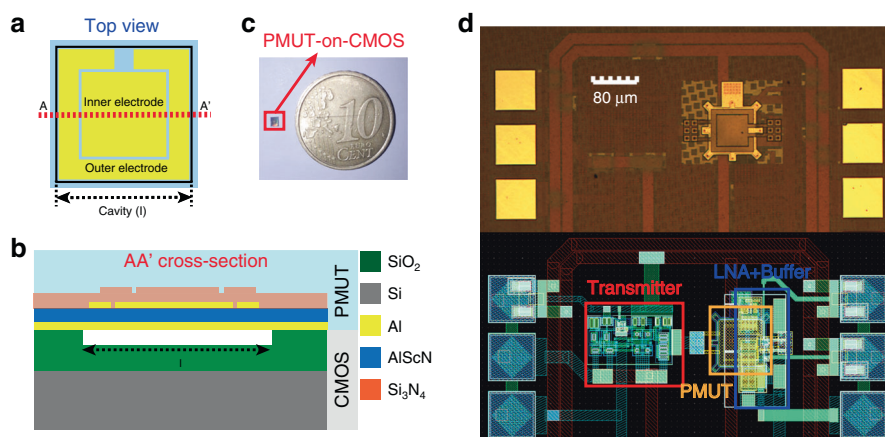 a
Top view
A
A'
Inner electrode
Outer electrode
Cavity (l)
b
AA' cross-section
l
PMUT
CMOS
SiO₂
Si
Al
AlScN
Si₃N₄
c
PMUT-on-CMOS
10
CENT
d
80 μm
Transmitter
LNA+Buffer
PMUT